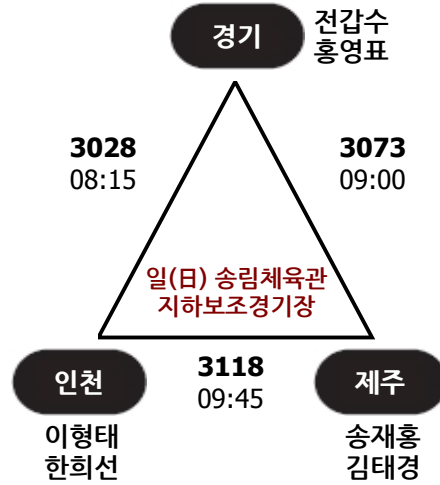 경기
전갑수
홍영표
3028
08:15
3073
09:00
일(日) 송림체육관
지하보조경기장
인천
3118
09:45
제주
이형태
한희선
송재홍
김태경